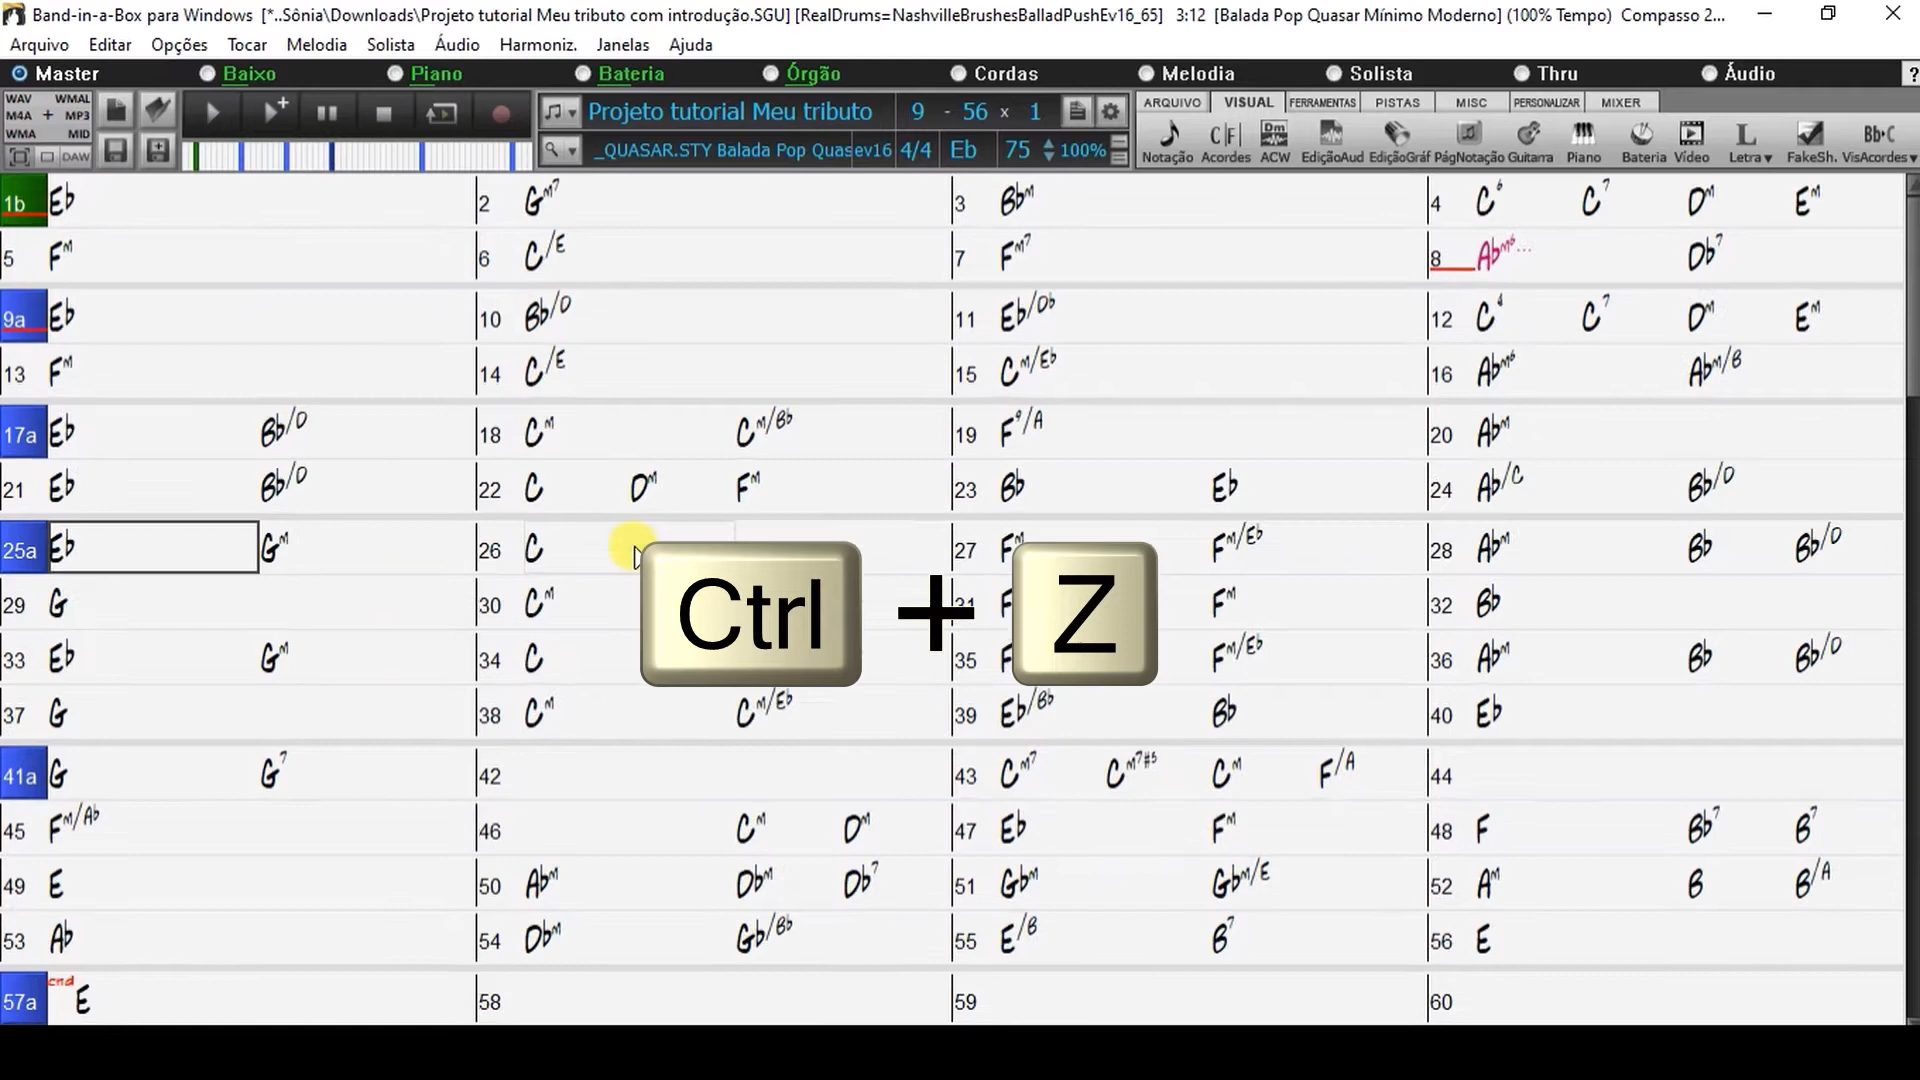 Band-in-a-Box para Windows [*..Sônia\Downloads\Projeto tutorial Meu tributo com introdução.SGU] [RealDrums=NashvilleBrushesBalladPushEv16_65] 3:12 [Balada Pop Quasar Mínimo Moderno] (100% Tempo) Compasso 2...
Arquivo Editar Opções Tocar Melodia Solista Áudio Harmoniz. Janelas Ajuda
Master Baixo Piano Bateria Órgão Cordas Melodia Solista Thru Áudio ?
WAV WMAL
M4A + MP3
WMA MID
DAW
Projeto tutorial Meu tributo 9 - 56 x 1
_QUASAR.STY Balada Pop Quas ev16 4/4 Eb 75 100%
ARQUIVO VISUAL FERRAMENTAS PISTAS MISC PERSONALIZAR MIXER
Notação Acordes ACW EdiçãoAud EdiçãoGráf PágNotação Guitarra Piano Bateria Vídeo Letra FakeSh. VisAcordes
1b Eb 2 Gm7 3 Bbm 4 C6 C7 Dm Em
5 Fm 6 C/E 7 Fm7 8 Abm6... Db7
9a Eb 10 Bb/D 11 Eb/Db 12 C4 C7 Dm Em
13 Fm 14 C/E 15 Cm/Eb 16 Abm6 Abm/B
17a Eb Bb/D 18 Cm Cm/Bb 19 F9/A 20 Abm
21 Eb Bb/D 22 C Dm Fm 23 Bb Eb 24 Ab/C Bb/D
25a Eb Gm 26 C 27 Fm Fm/Eb 28 Abm Bb Bb/D
29 G 30 Cm 31 F Fm 32 Bb
33 Eb Gm 34 C 35 F Fm/Eb 36 Abm Bb Bb/D
37 G 38 Cm Cm/Eb 39 Eb/Bb Bb 40 Eb
41a G G7 42 43 Cm7 Cm7#5 Cm F/A 44
45 Fm/Ab 46 Cm Dm 47 Eb Fm 48 F Bb7 B7
49 E 50 Abm Dbm Db7 51 Gbm Gbm/E 52 Am B B/A
53 Ab 54 Dbm Gb/Bb 55 E/B B7 56 E
57a end E 58 59 60
Ctrl + Z